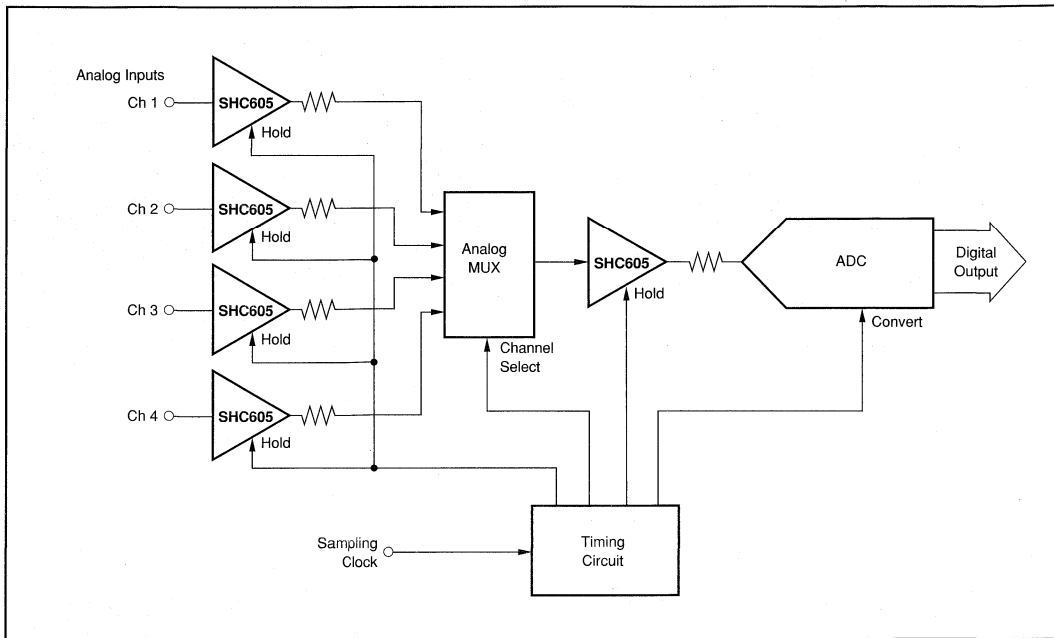 Analog Inputs
Ch 1
SHC605
Hold
Ch 2
SHC605
Hold
Ch 3
SHC605
Hold
Ch 4
SHC605
Hold
Analog
MUX
Channel
Select
SHC605
Hold
ADC
Convert
Digital
Output
Sampling
Clock
Timing
Circuit